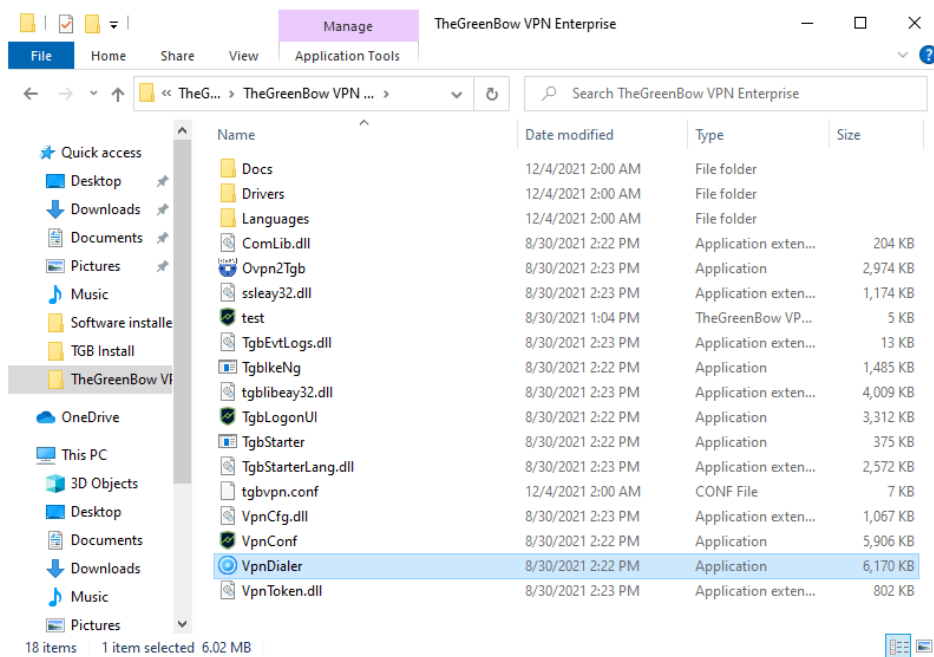 Manage
TheGreenBow VPN Enterprise
File
Home
Share
View
Application Tools
?
« TheG... › TheGreenBow VPN ... ›
Search TheGreenBow VPN Enterprise
Name
Date modified
Type
Size
Quick access
Desktop
Downloads
Documents
Pictures
Music
Software installe
TGB Install
TheGreenBow VP
OneDrive
This PC
3D Objects
Desktop
Documents
Downloads
Music
Pictures
Docs 12/4/2021 2:00 AM File folder
Drivers 12/4/2021 2:00 AM File folder
Languages 12/4/2021 2:00 AM File folder
ComLib.dll 8/30/2021 2:22 PM Application exten... 204 KB
Ovpn2Tgb 8/30/2021 2:23 PM Application 2,974 KB
ssleay32.dll 8/30/2021 2:23 PM Application exten... 1,174 KB
test 8/30/2021 1:04 PM TheGreenBow VP... 5 KB
TgbEvtLogs.dll 8/30/2021 2:23 PM Application exten... 13 KB
TgbIkeNg 8/30/2021 2:22 PM Application 1,485 KB
tgblibeay32.dll 8/30/2021 2:23 PM Application exten... 4,009 KB
TgbLogonUI 8/30/2021 2:22 PM Application 3,312 KB
TgbStarter 8/30/2021 2:22 PM Application 375 KB
TgbStarterLang.dll 8/30/2021 2:23 PM Application exten... 2,572 KB
tgbvpn.conf 12/4/2021 2:00 AM CONF File 7 KB
VpnCfg.dll 8/30/2021 2:23 PM Application exten... 1,067 KB
VpnConf 8/30/2021 2:22 PM Application 5,906 KB
VpnDialer 8/30/2021 2:22 PM Application 6,170 KB
VpnToken.dll 8/30/2021 2:23 PM Application exten... 802 KB
18 items
1 item selected 6.02 MB